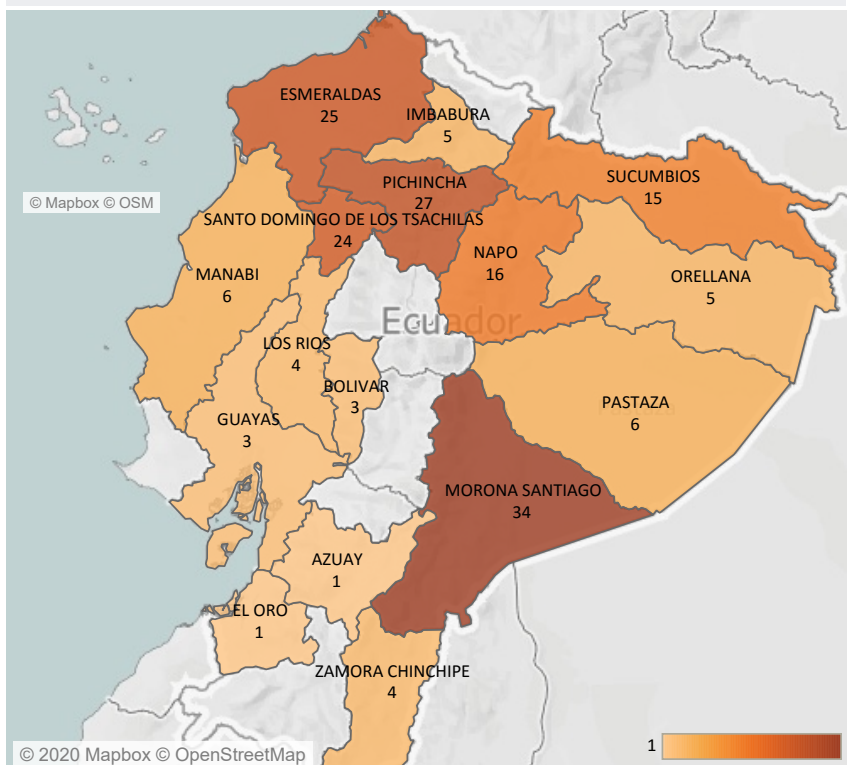 ESMERALDAS
25
IMBABURA
5
PICHINCHA
27
SUCUMBIOS
15
© Mapbox © OSM
SANTO DOMINGO DE LOS TSACHILAS
24
NAPO
16
MANABI
6
ORELLANA
5
Ecuador
LOS RIOS
4
BOLIVAR
3
PASTAZA
6
GUAYAS
3
MORONA SANTIAGO
34
AZUAY
1
EL ORO
1
ZAMORA CHINCHIPE
4
1
© 2020 Mapbox © OpenStreetMap